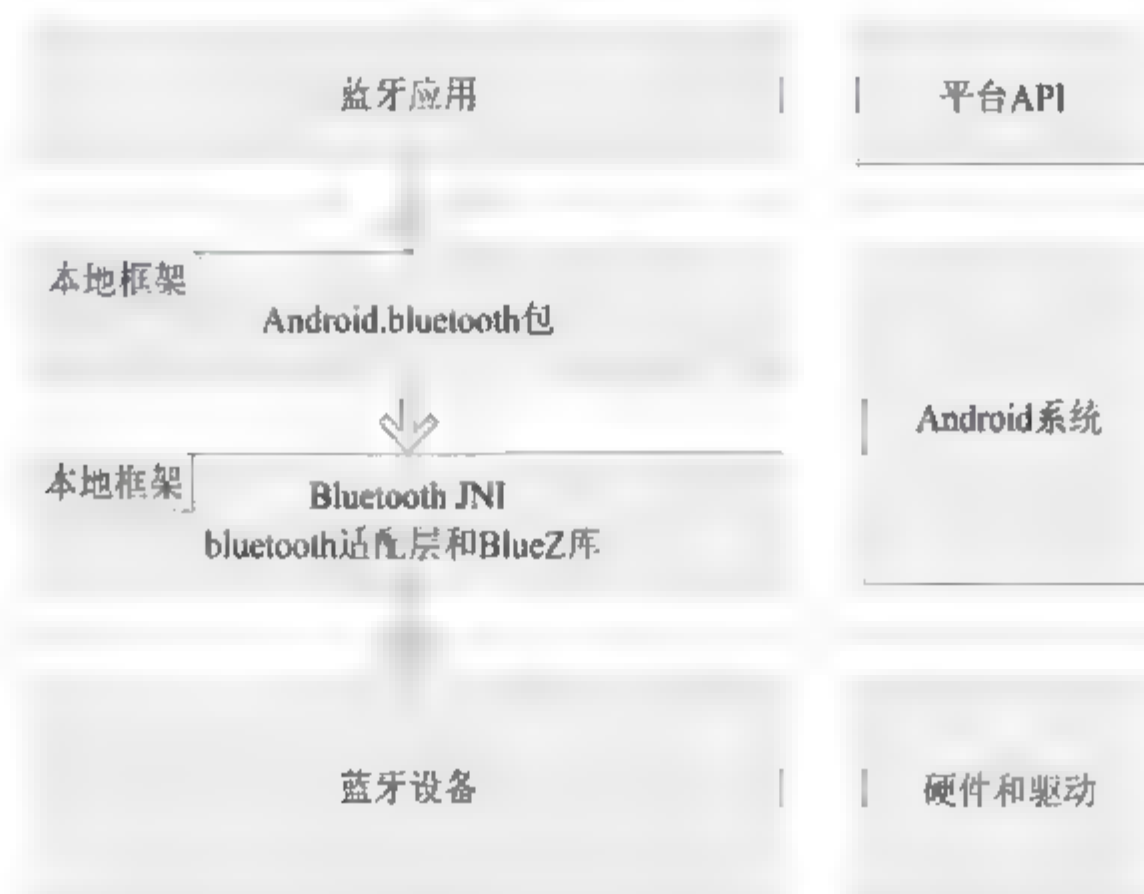 蓝牙应用
平台API
本地框架
Android.bluetooth包
Android系统
本地框架
Bluetooth JNI
bluetooth适配层和BlueZ库
蓝牙设备
硬件和驱动